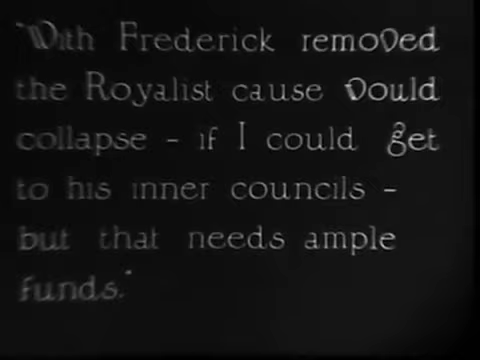 "With Frederick removed
the Royalist cause would
collapse - if I could get
to his inner councils -
but that needs ample
funds."